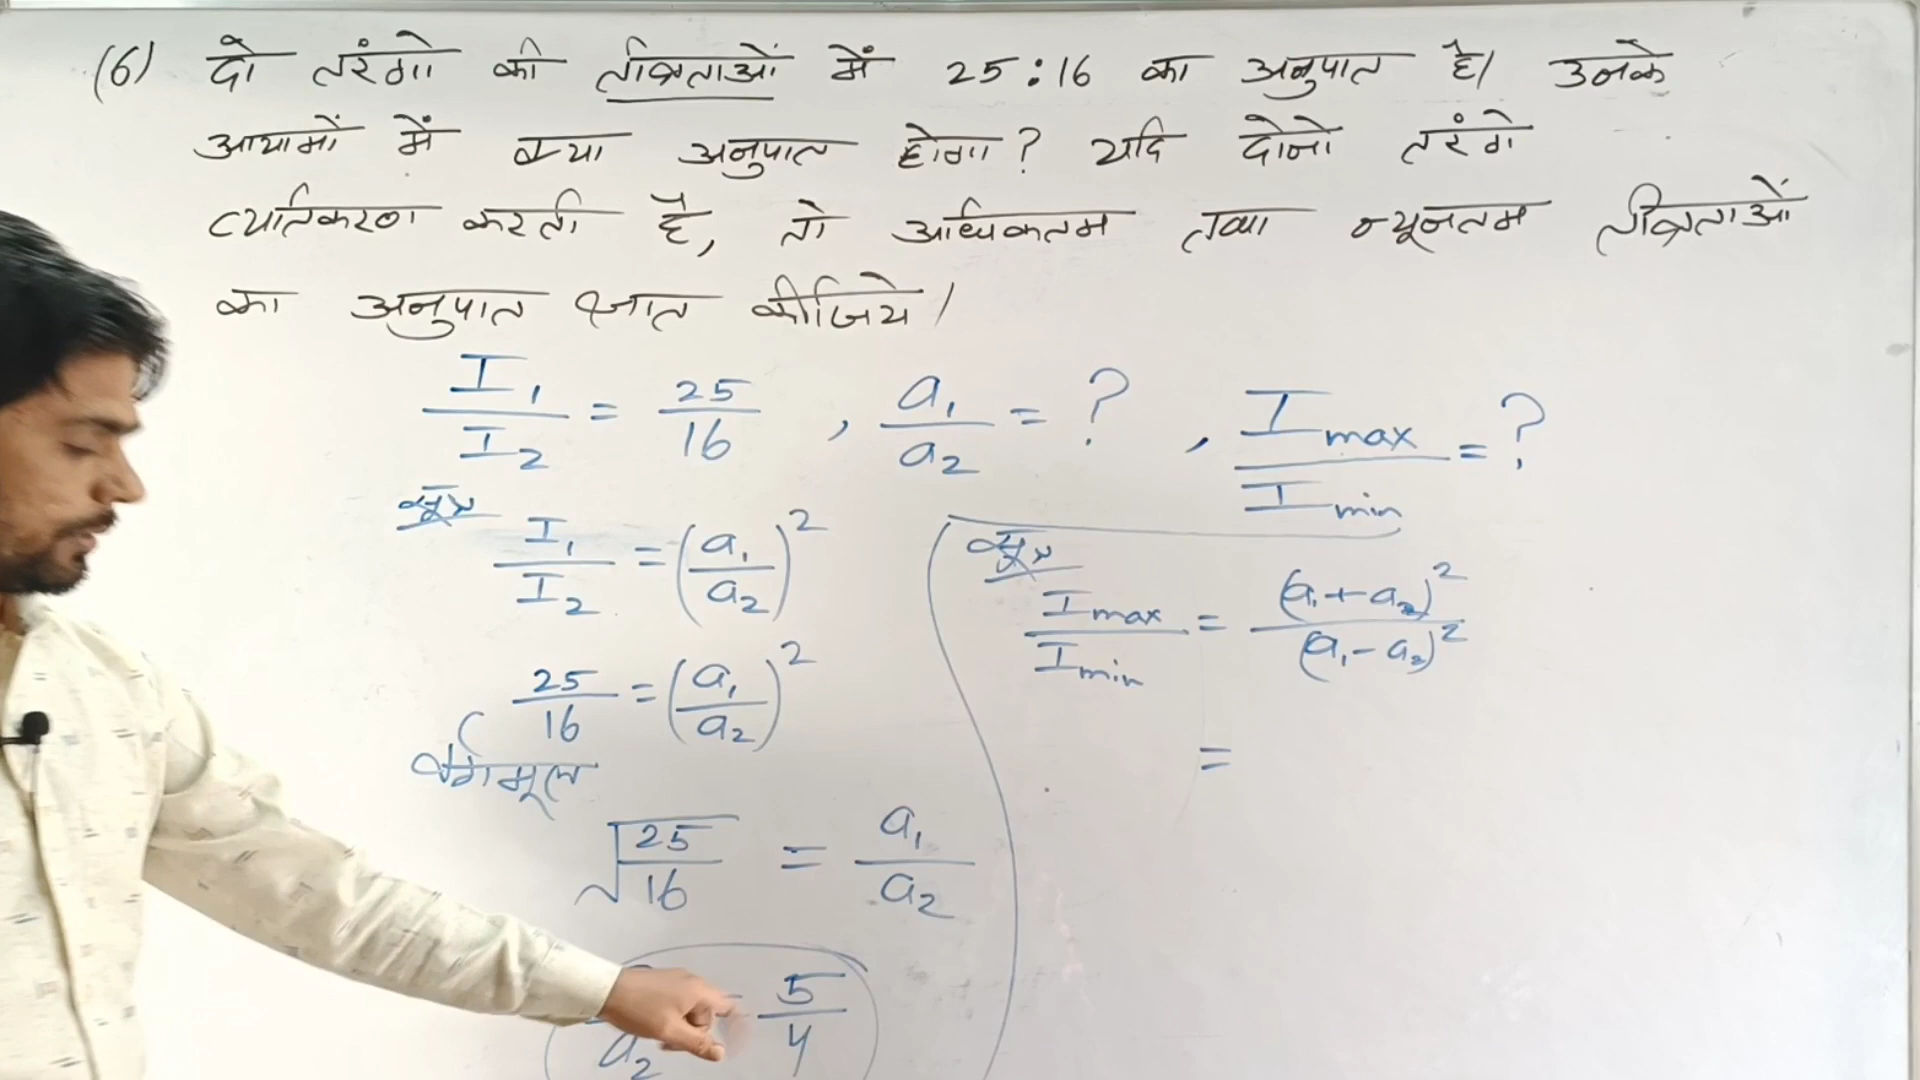 (6) दो तरंगो की तीव्रताओं में 25:16 का अनुपात है। उनके
आयामों में क्या अनुपात होगा? यदि दोनो तरंगे
व्यतिकरण करती है, तो अधिकतम तथा न्यूनतम तीव्रताओं
का अनुपात ज्ञात कीजिये।
I₁/I₂ = 25/16 , a₁/a₂ = ? , Imax/Imin = ?
सूत्र I₁/I₂ = (a₁/a₂)²
25/16 = (a₁/a₂)²
वर्गमूल
√25/16 = a₁/a₂
a₂ = 5/4
सूत्र
Imax/Imin = (a₁+a₂)²/(a₁-a₂)²
=